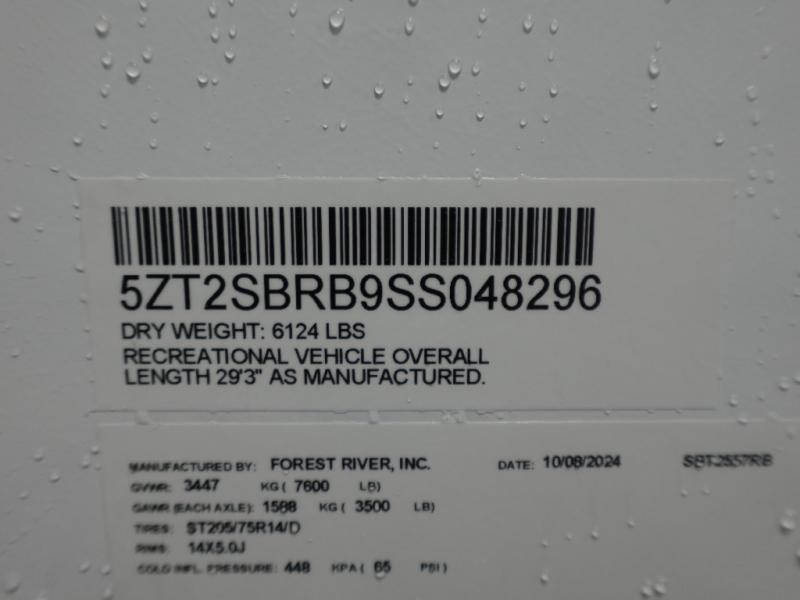 5ZT2SBRB9SS048296
DRY WEIGHT: 6124 LBS
RECREATIONAL VEHICLE OVERALL
LENGTH 29'3" AS MANUFACTURED.
MANUFACTURED BY: FOREST RIVER, INC. DATE: 10/08/2024 SBT2557RB
GVWR: 3447 KG ( 7600 LB)
GAWR (EACH AXLE): 1588 KG ( 3500 LB)
TIRES: ST205/75R14/D
RIMS: 14X5.0J
COLD INFL. PRESSURE: 448 KPA ( 65 PSI )